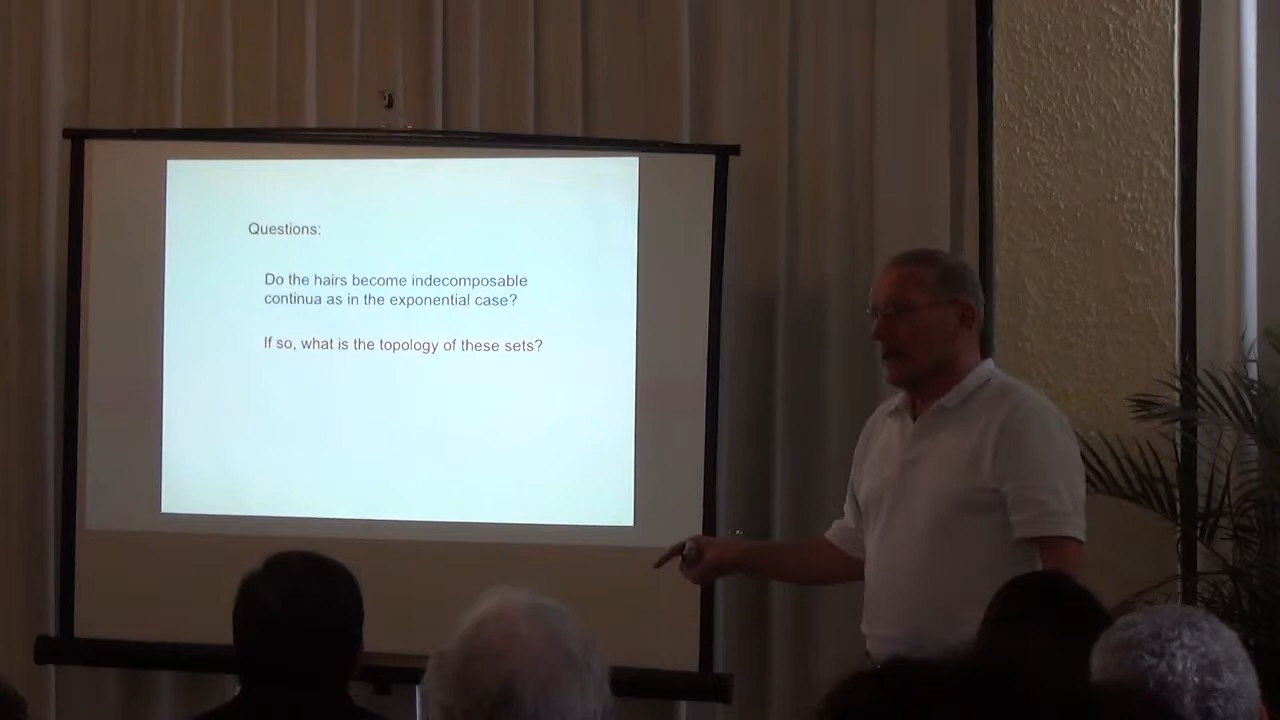 Questions:
Do the hairs become indecomposable
continua as in the exponential case?
If so, what is the topology of these sets?